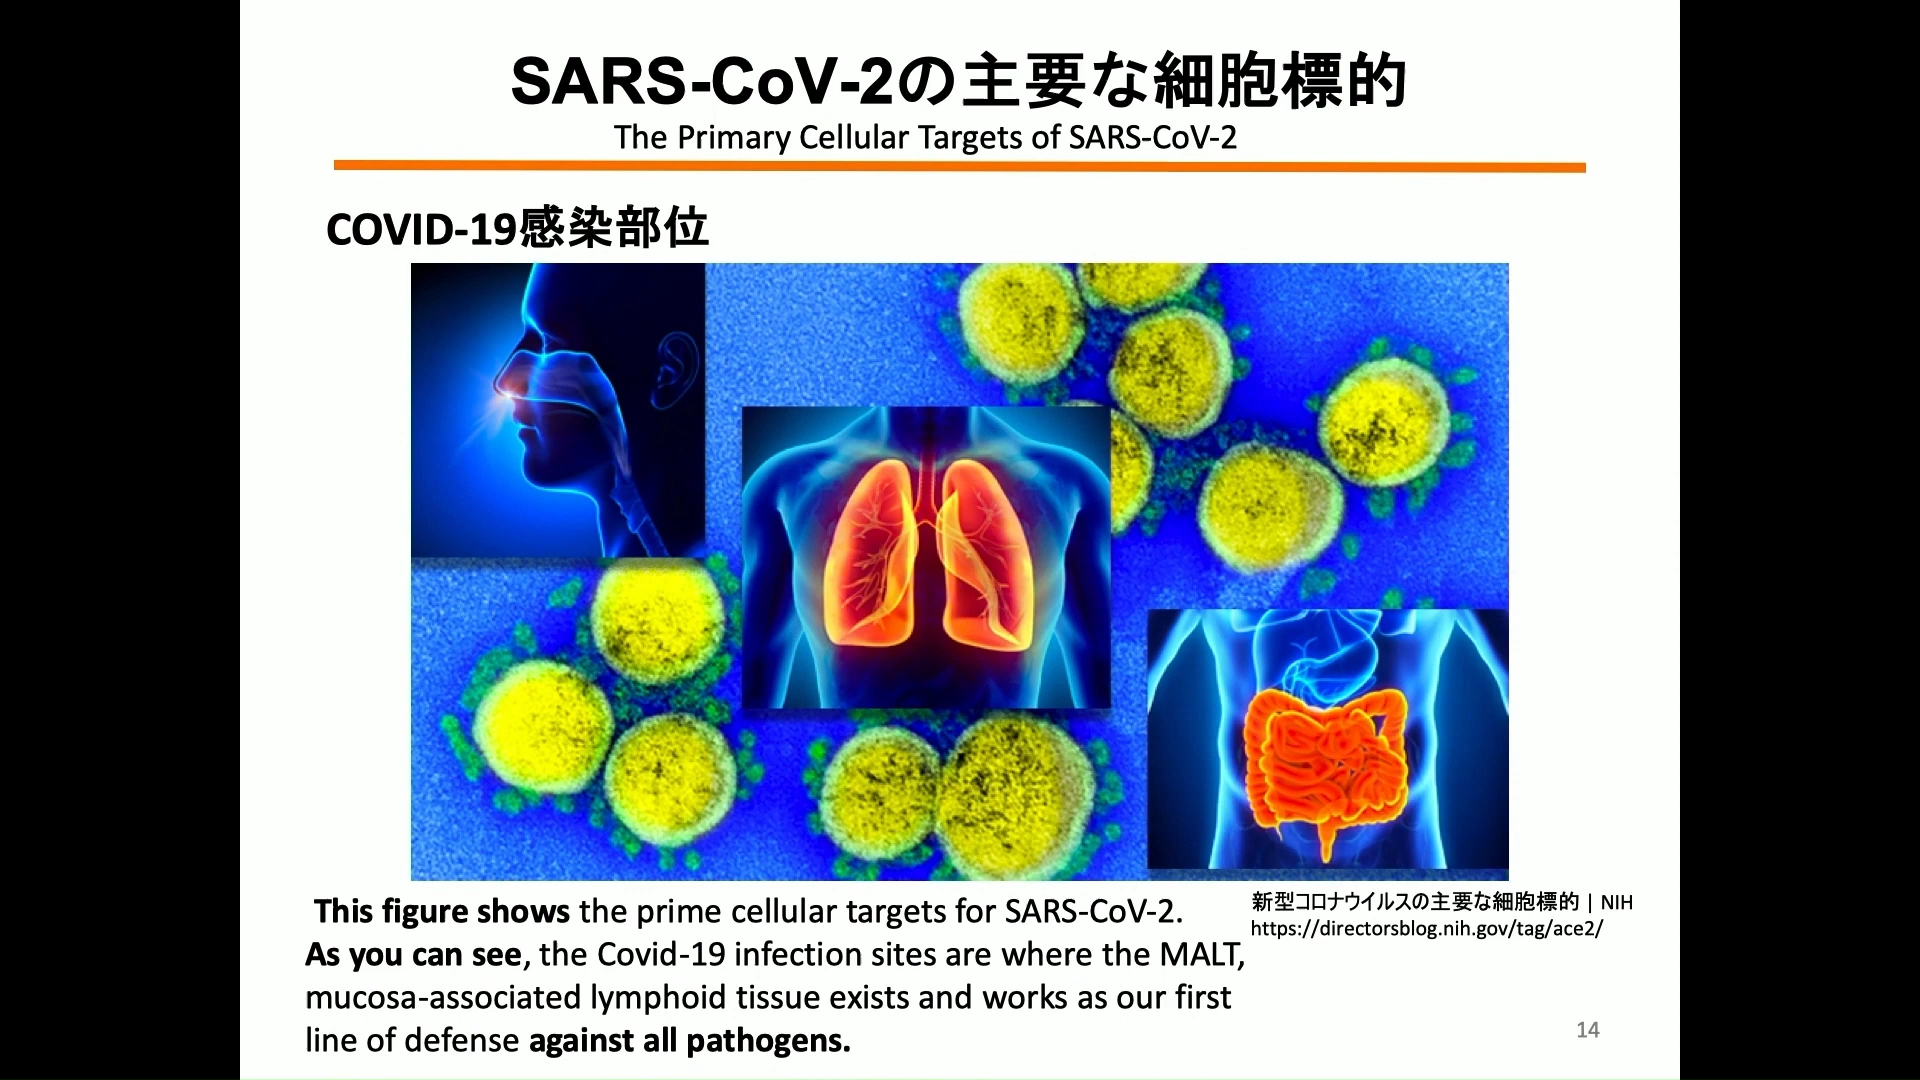 SARS-CoV-2の主要な細胞標的
The Primary Cellular Targets of SARS-CoV-2
COVID-19感染部位
This figure shows the prime cellular targets for SARS-CoV-2.
As you can see, the Covid-19 infection sites are where the MALT,
mucosa-associated lymphoid tissue exists and works as our first
line of defense against all pathogens.
新型コロナウイルスの主要な細胞標的 | NIH
https://directorsblog.nih.gov/tag/ace2/
14